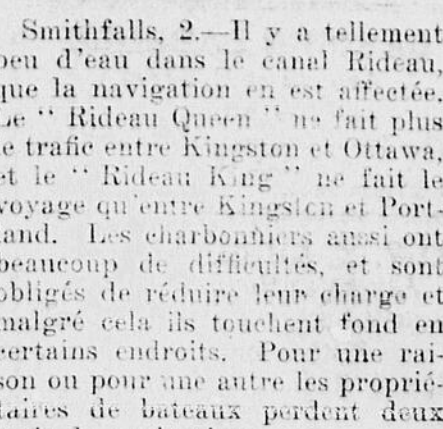 Smithfalls, 2.—Il y a tellement
peu d'eau dans le canal Rideau,
que la navigation en est affectée.
Le " Rideau Queen " ne fait plus
le trafic entre Kingston et Ottawa,
et le " Rideau King " ne fait le
voyage qu'entre Kingston et Port-
land. Les charbonniers aussi ont
beaucoup de difficultés, et sont
obligés de réduire leur charge et
malgré cela ils touchent fond en
certains endroits. Pour une rai-
son ou pour une autre les proprié-
taires de bateaux perdent deux